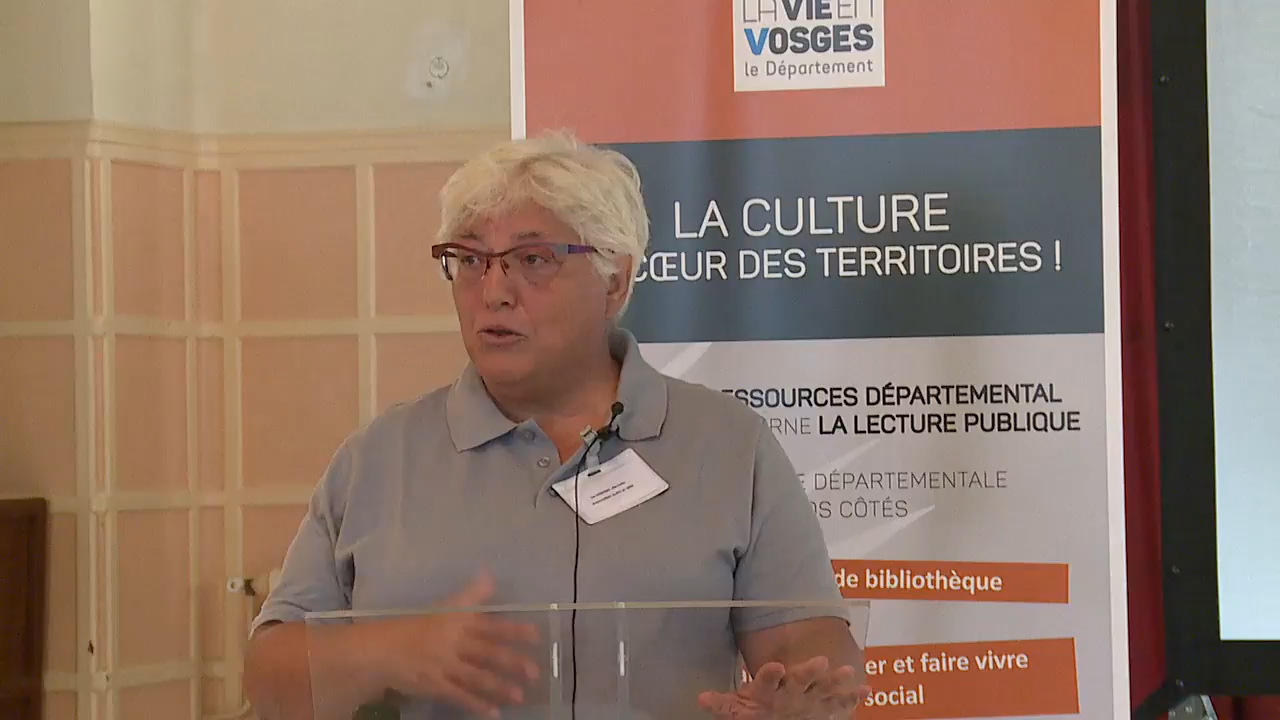 LA VIE EN
VOSGES
le Département
LA CULTURE
CŒUR DES TERRITOIRES !
ESSOURCES DÉPARTEMENTAL
RNE LA LECTURE PUBLIQUE
E DÉPARTEMENTALE
OS CÔTÉS
de bibliothèque
er et faire vivre
social